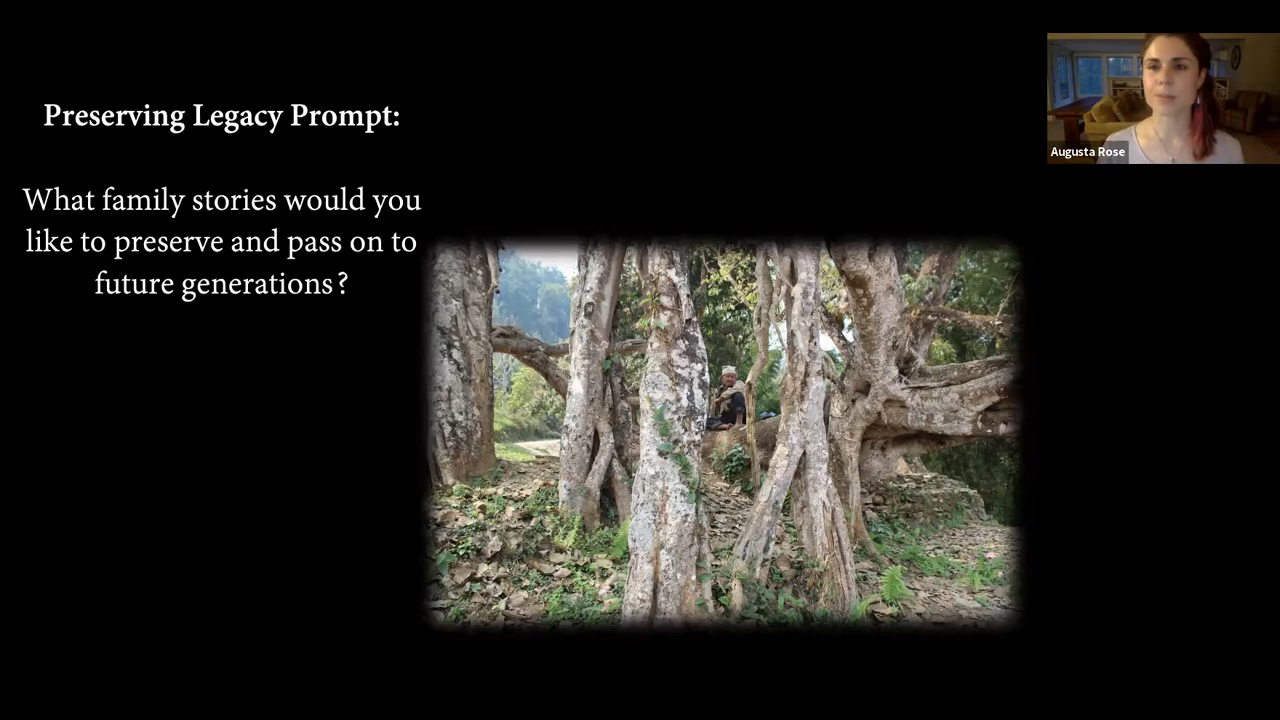 Preserving Legacy Prompt:
What family stories would you
like to preserve and pass on to
future generations?
Augusta Rose